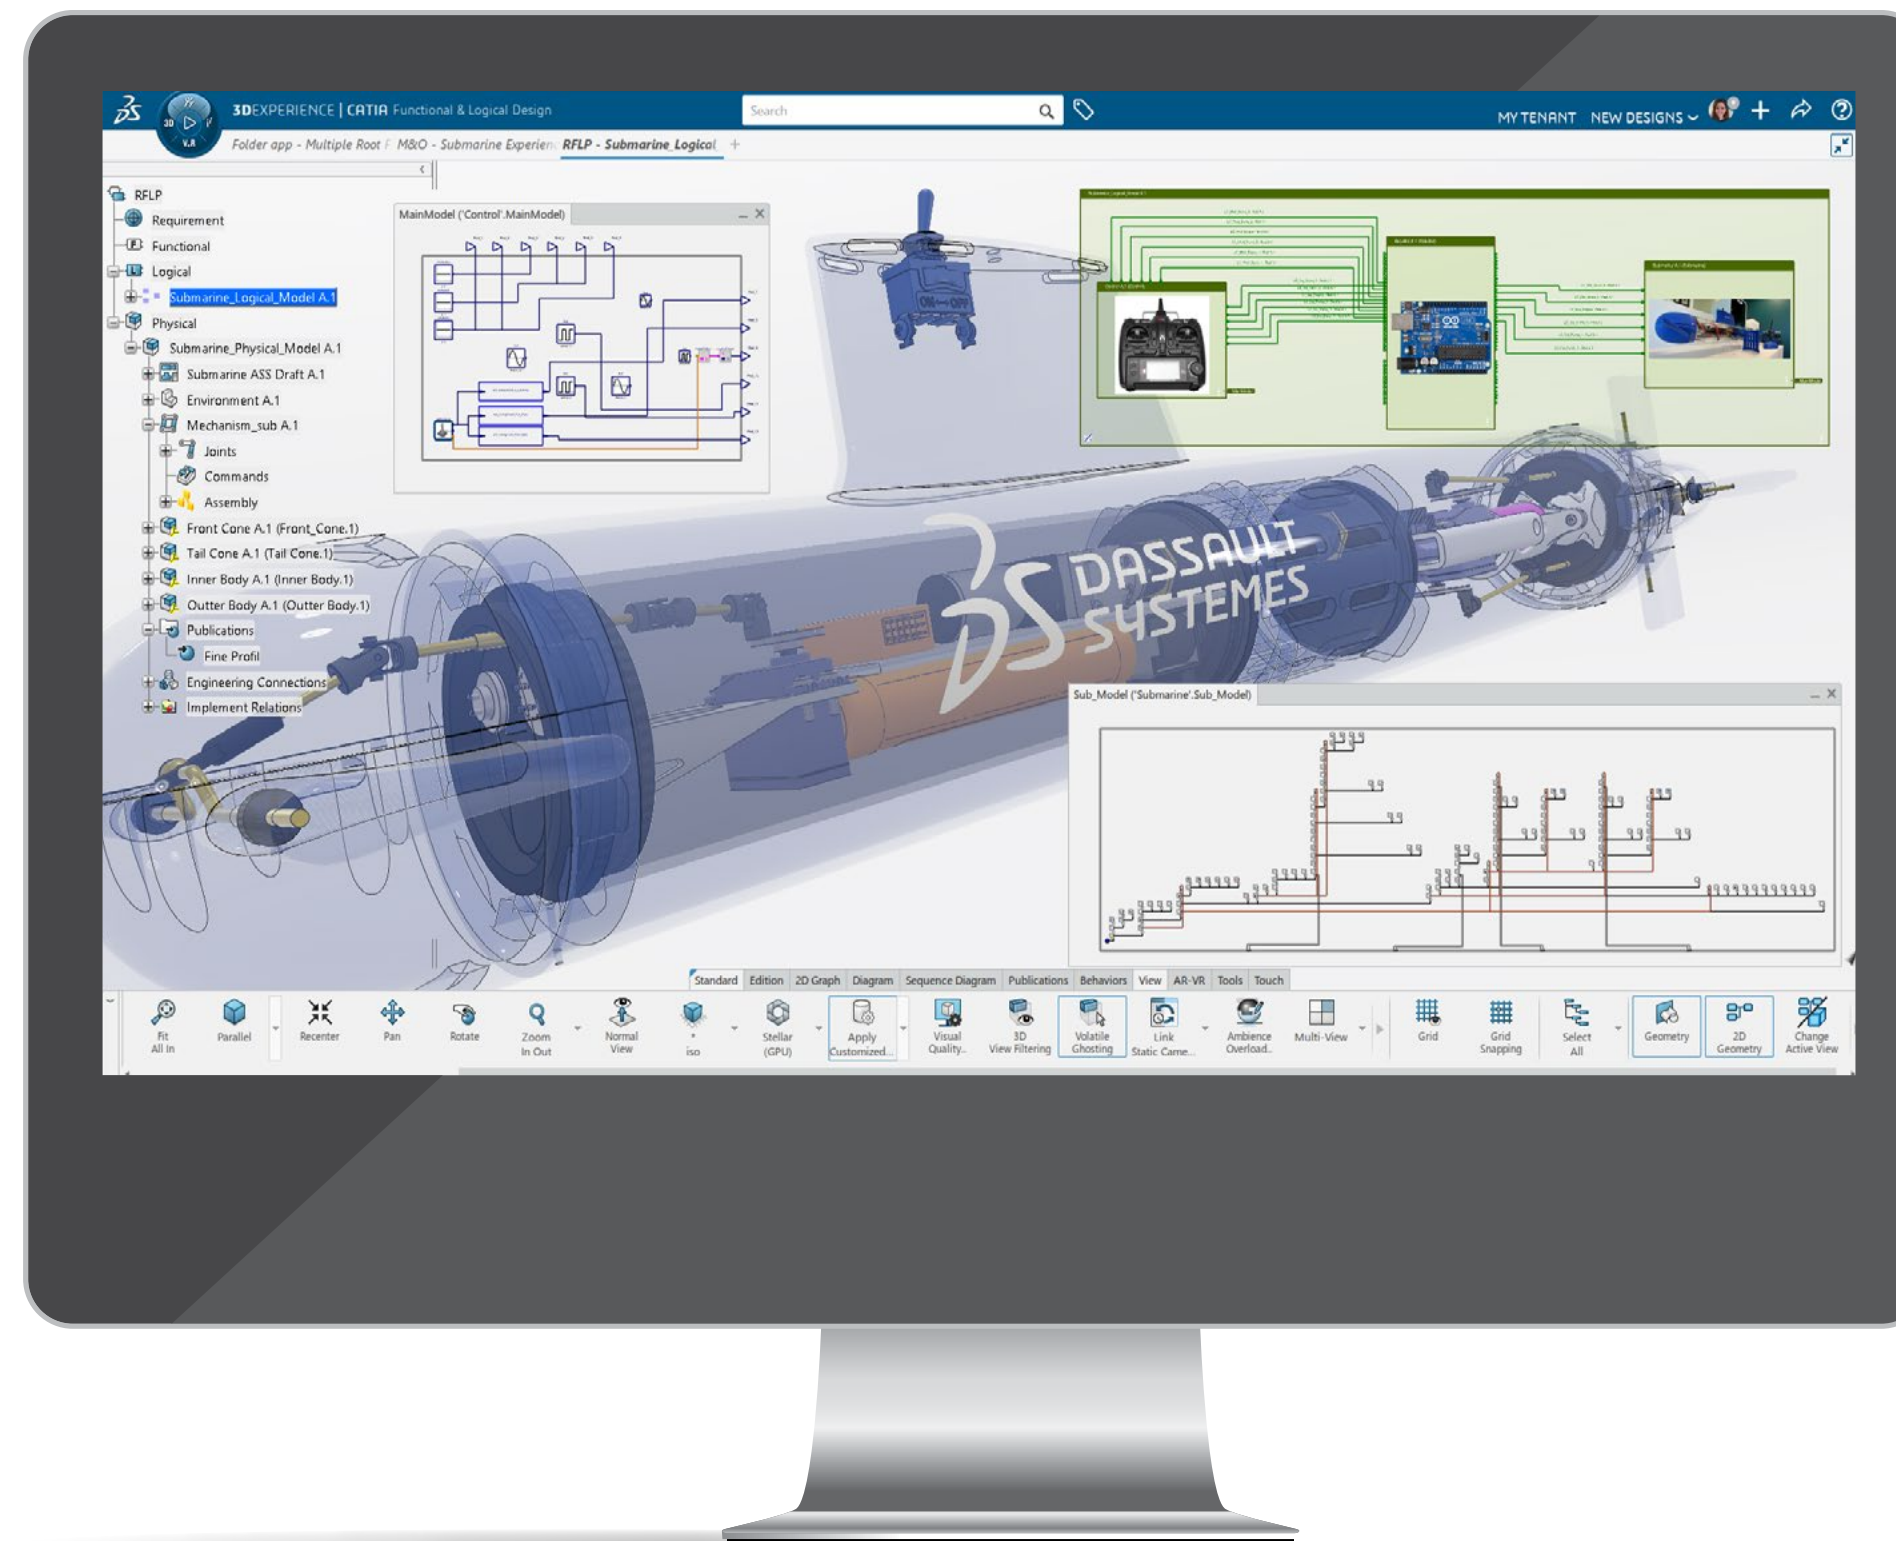 3DEXPERIENCE | CATIA Functional & Logical Design
Search
MY TENANT NEW DESIGNS
3D
V.R
Folder app - Multiple Root F M&O - Submarine Experien RFLP - Submarine_Logical +
RFLP
Requirement
Functional
Logical
Submarine_Logical_Model A.1
Physical
Submarine_Physical_Model A.1
Submarine ASS Draft A.1
Environment A.1
Mechanism_sub A.1
Joints
Commands
Assembly
Front Cone A.1 (Front_Cone.1)
Tail Cone A.1 (Tail Cone.1)
Inner Body A.1 (Inner Body.1)
Outter Body A.1 (Outter Body.1)
Publications
Fine Profil
Engineering Connections
Implement Relations
MainModel ('Control'.MainModel)
ON OFF
DASSAULT
SYSTEMES
Sub_Model ('Submarine'.Sub_Model)
Standard Edition 2D Graph Diagram Sequence Diagram Publications Behaviors View AR-VR Tools Touch
Fit
All In
Parallel
Recenter
Pan
Rotate
Zoom
In Out
Normal
View
*
iso
Stellar
(GPU)
Apply
Customized...
Visual
Quality...
3D
View Filtering
Volatile
Ghosting
Link
Static Came...
Ambience
Overload...
Multi-View
Grid
Grid
Snapping
Select
All
Geometry
2D
Geometry
Change
Active View